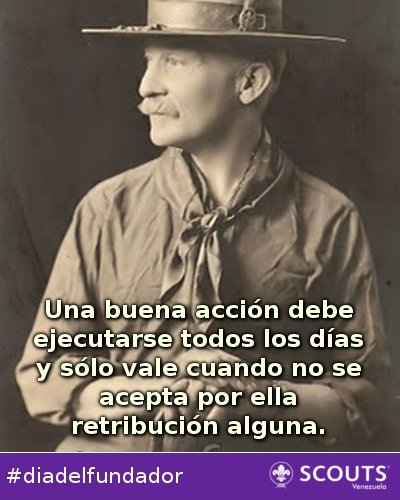 Una buena acción debe
ejecutarse todos los días
y sólo vale cuando no se
acepta por ella
retribución alguna.
#diadelfundador
SCOUTS
Venezuela